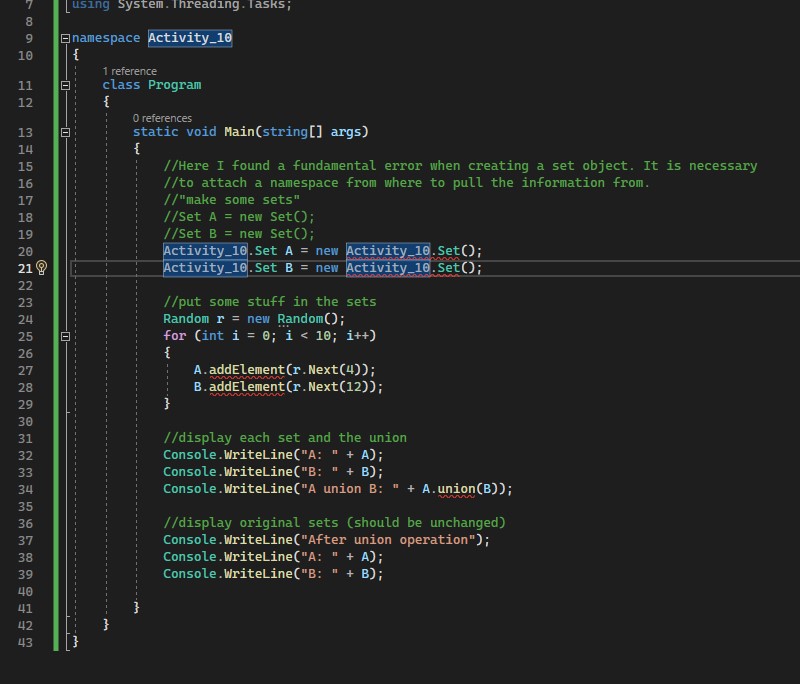 7 using System.Threading.Tasks;
8
9 namespace Activity_10
10 {
1 reference
11 class Program
12 {
0 references
13 static void Main(string[] args)
14 {
15 //Here I found a fundamental error when creating a set object. It is necessary
16 //to attach a namespace from where to pull the information from.
17 //"make some sets"
18 //Set A = new Set();
19 //Set B = new Set();
20 Activity_10.Set A = new Activity_10.Set();
21 Activity_10.Set B = new Activity_10.Set();
22
23 //put some stuff in the sets
24 Random r = new Random();
25 for (int i = 0; i < 10; i++)
26 {
27 A.addElement(r.Next(4));
28 B.addElement(r.Next(12));
29 }
30
31 //display each set and the union
32 Console.WriteLine("A: " + A);
33 Console.WriteLine("B: " + B);
34 Console.WriteLine("A union B: " + A.union(B));
35
36 //display original sets (should be unchanged)
37 Console.WriteLine("After union operation");
38 Console.WriteLine("A: " + A);
39 Console.WriteLine("B: " + B);
40
41 }
42 }
43 }